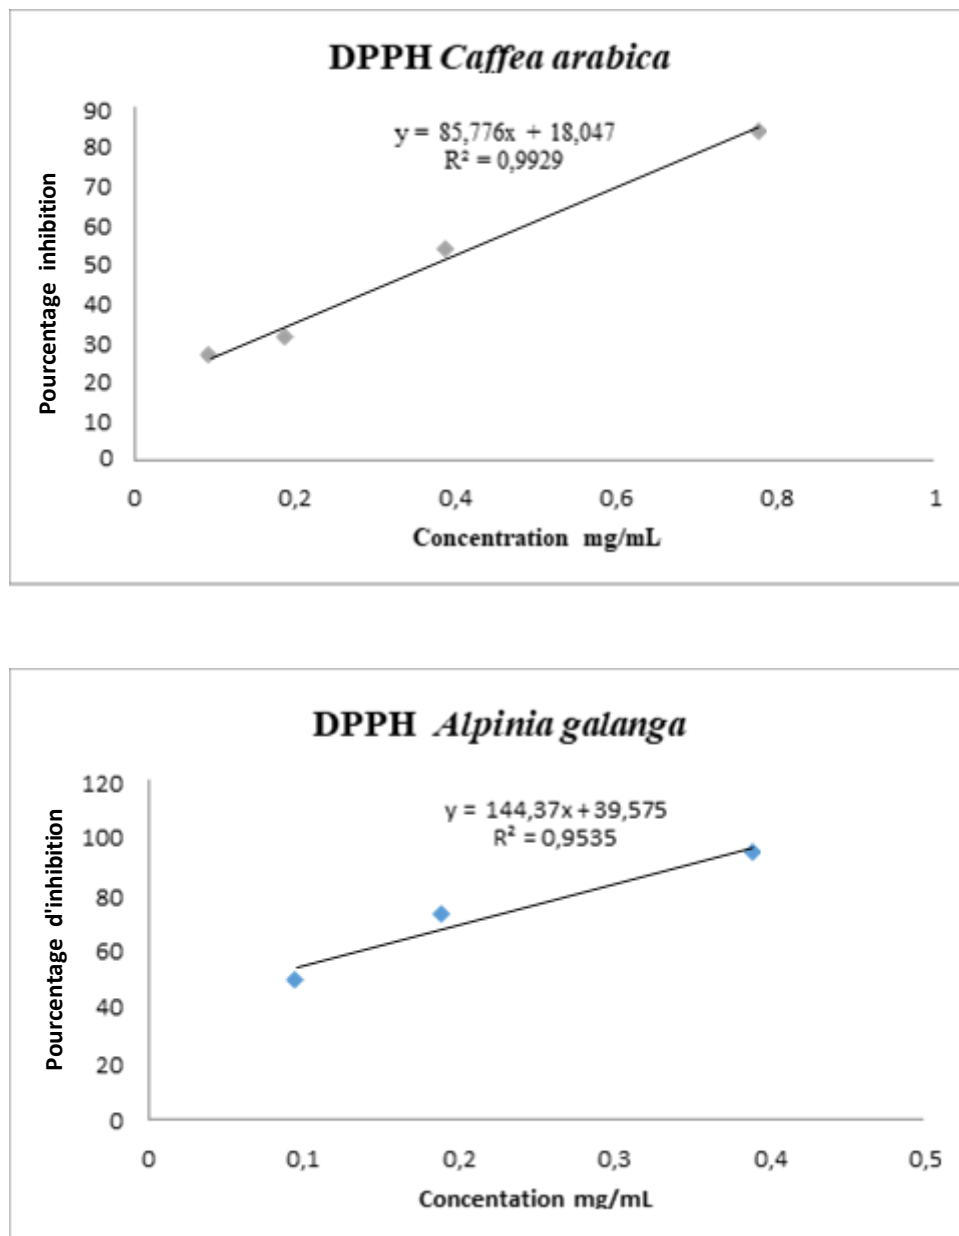 DPPH Caffea arabica
y = 85,776x + 18,047
R² = 0,9929
Pourcentage inhibition
90
80
70
60
50
40
30
20
10
0
0 0,2 0,4 0,6 0,8 1
Concentration mg/mL
DPPH Alpinia galanga
y = 144,37x + 39,575
R² = 0,9535
Pourcentage d'inhibition
120
100
80
60
40
20
0
0 0,1 0,2 0,3 0,4 0,5
Concentation mg/mL